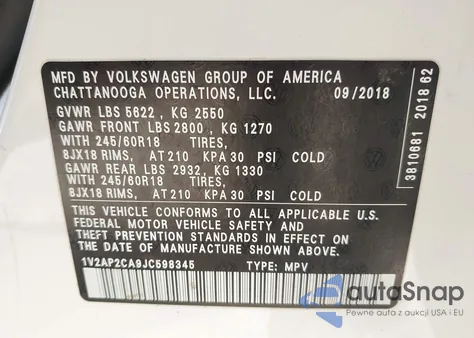 MFD BY VOLKSWAGEN GROUP OF AMERICA
CHATTANOOGA OPERATIONS, LLC. 09/2018
GVWR LBS 5622 , KG 2550
GAWR FRONT LBS 2800 , KG 1270
WITH 245/60R18 TIRES,
8JX18 RIMS, AT 210 KPA 30 PSI COLD
GAWR REAR LBS 2932 , KG 1330
WITH 245/60R18 TIRES,
8JX18 RIMS, AT 210 KPA 30 PSI COLD
THIS VEHICLE CONFORMS TO ALL APPLICABLE U.S.
FEDERAL MOTOR VEHICLE SAFETY AND
THEFT PREVENTION STANDARDS IN EFFECT ON
THE DATE OF MANUFACTURE SHOWN ABOVE.
1V2AP2CA9JC598345 TYPE: MPV
3810681 2018 62
autoSnap
Pewne auta z aukcji USA i EU